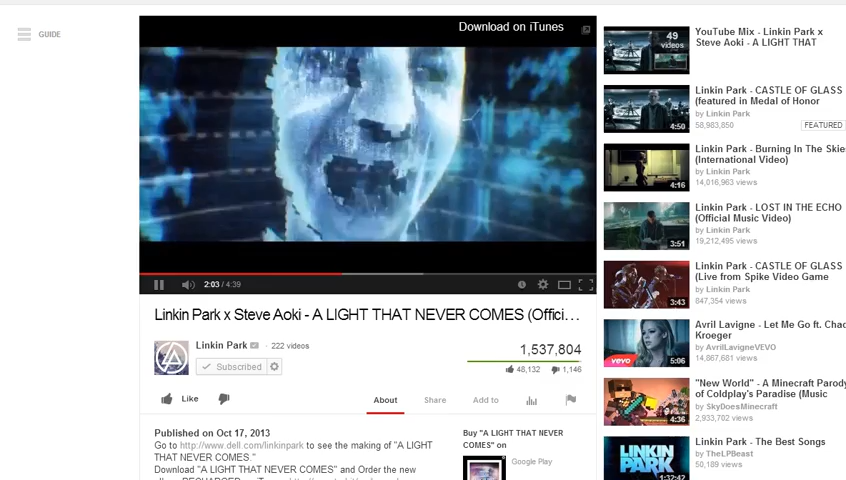 GUIDE
Download on iTunes
2:03 / 4:39
Linkin Park x Steve Aoki - A LIGHT THAT NEVER COMES (Offici...
Linkin Park
· 222 videos
Subscribed
1,537,804
48,132
1,146
Like
About
Share
Add to
Published on Oct 17, 2013
Go to http://www.dell.com/linkinpark to see the making of "A LIGHT
THAT NEVER COMES."
Download "A LIGHT THAT NEVER COMES" and Order the new
Buy "A LIGHT THAT NEVER
COMES" on
Google Play
49
videos
YouTube Mix - Linkin Park x
Steve Aoki - A LIGHT THAT
4:50
Linkin Park - CASTLE OF GLASS
(featured in Medal of Honor
by Linkin Park
58,983,850
FEATURED
4:16
Linkin Park - Burning In The Skies
(International Video)
by Linkin Park
14,016,963 views
3:51
Linkin Park - LOST IN THE ECHO
(Official Music Video)
by Linkin Park
19,212,495 views
3:43
Linkin Park - CASTLE OF GLASS
(Live from Spike Video Game
by Linkin Park
847,354 views
vevo
5:06
Avril Lavigne - Let Me Go ft. Chad
Kroeger
by AvrilLavigneVEVO
14,867,681 views
4:36
"New World" - A Minecraft Parody
of Coldplay's Paradise (Music
by SkyDoesMinecraft
2,933,702 views
LINKIN
PARK
1:32:42
Linkin Park - The Best Songs
by TheLPBeast
50,189 views